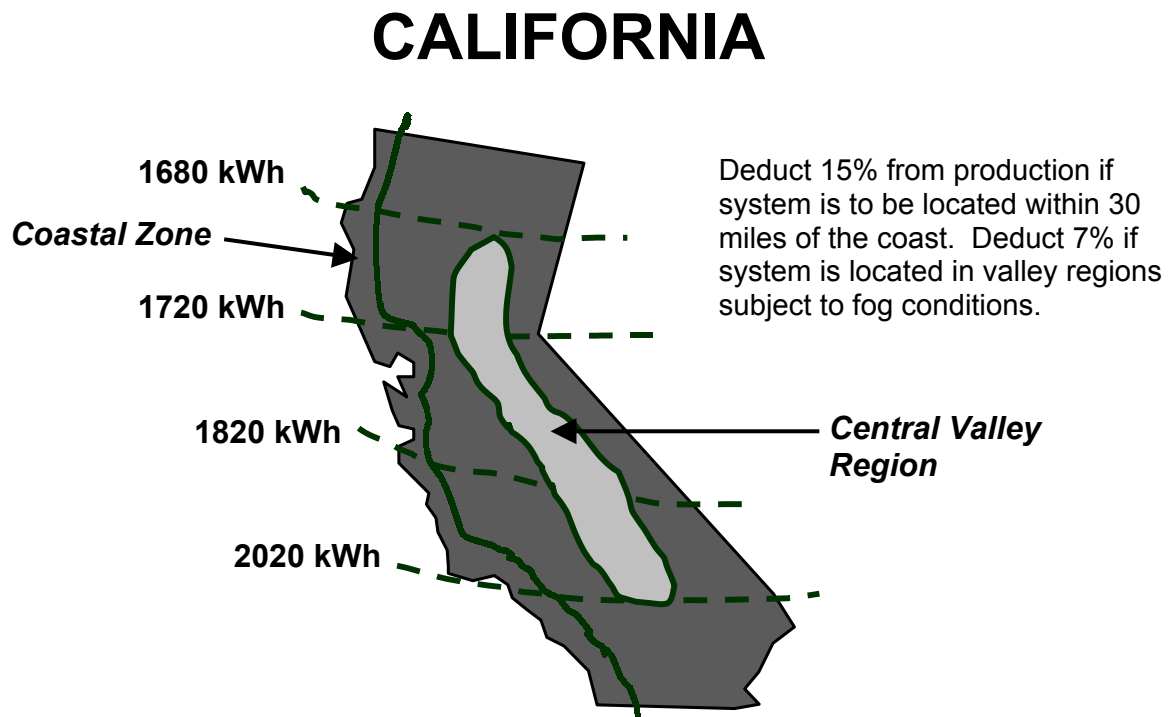 CALIFORNIA
1680 kWh
Coastal Zone
1720 kWh
1820 kWh
2020 kWh
Deduct 15% from production if
system is to be located within 30
miles of the coast.  Deduct 7% if
system is located in valley regions
subject to fog conditions.
Central Valley
Region